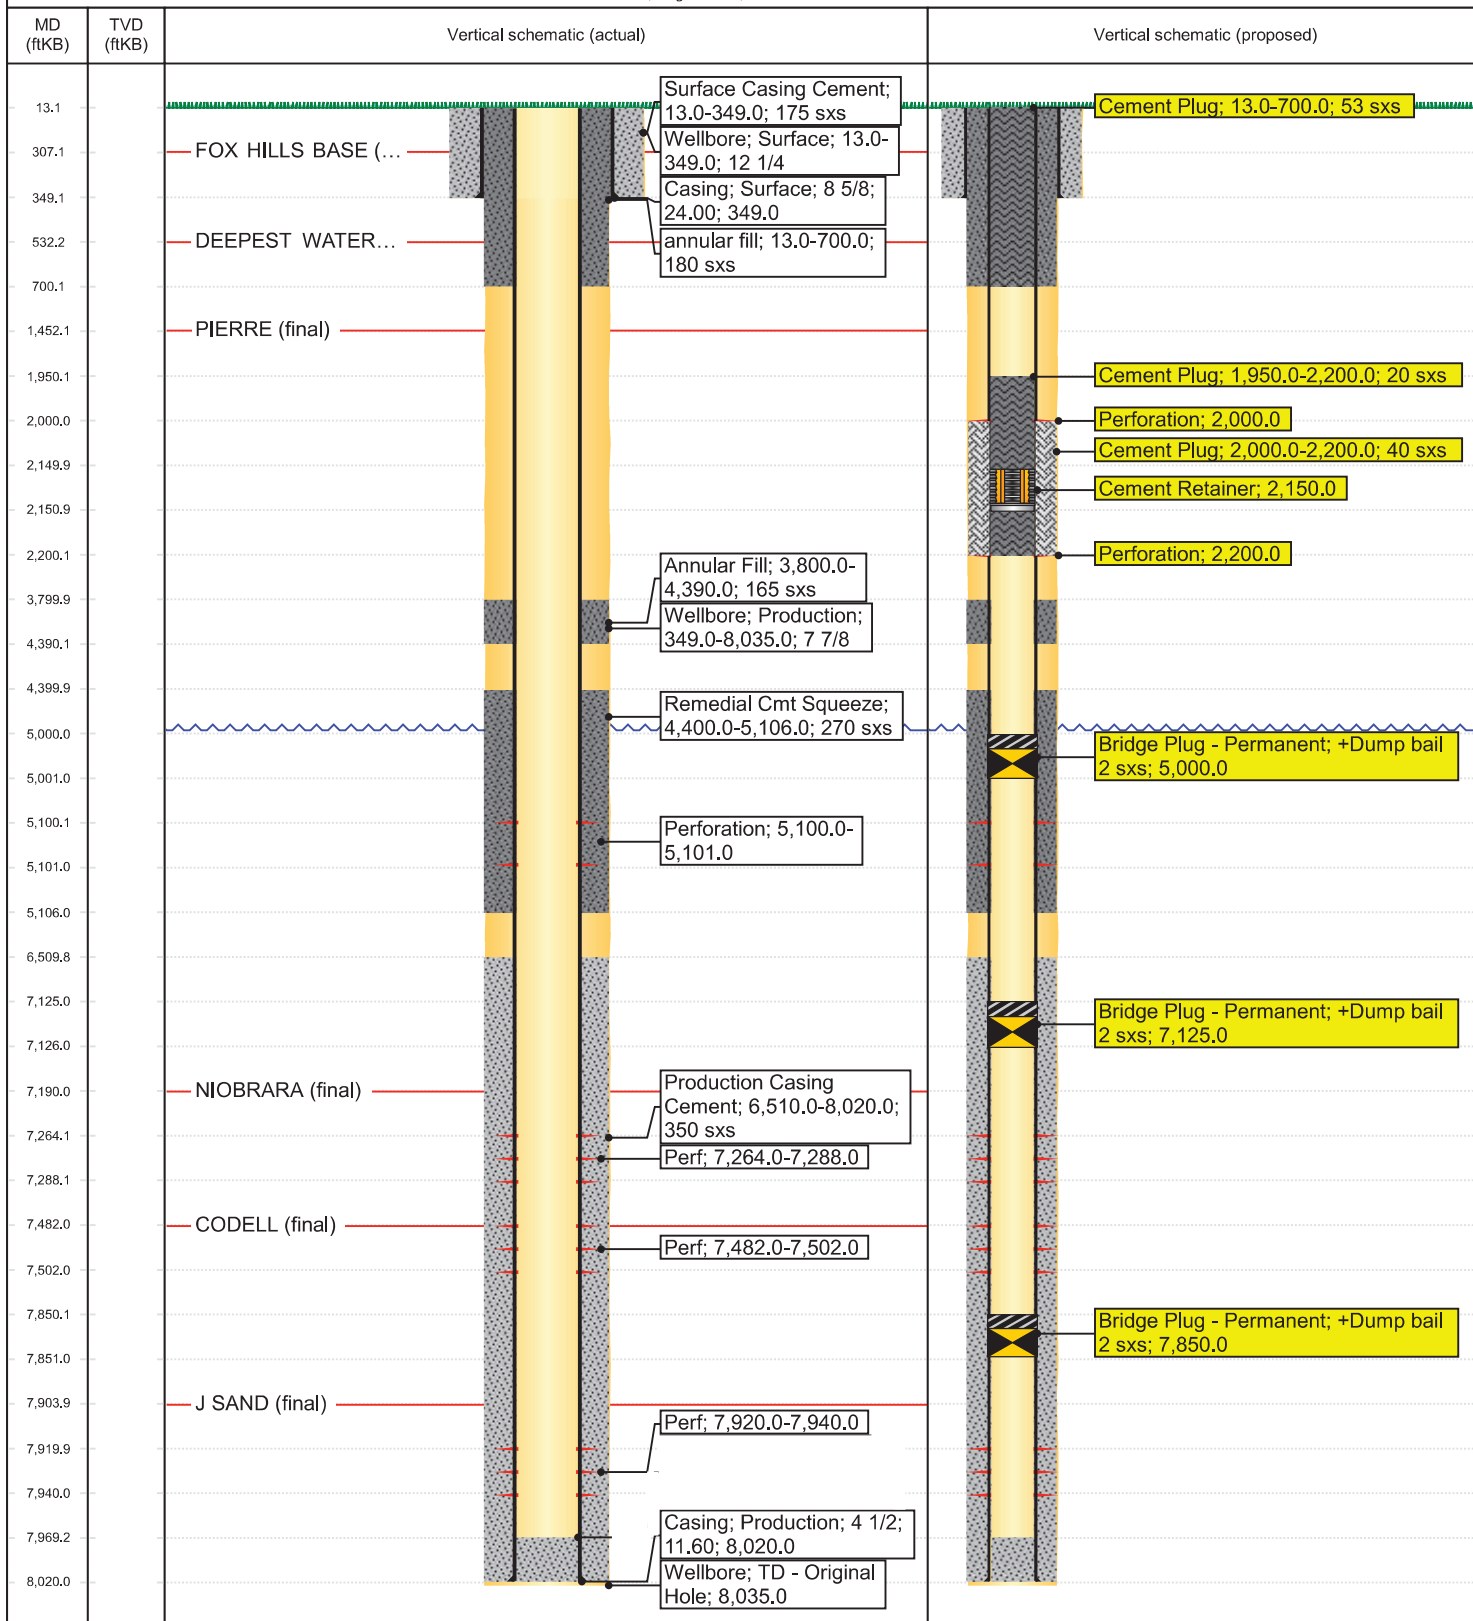 MD
(ftKB)
TVD
(ftKB)
Vertical schematic (actual)
Vertical schematic (proposed)
13.1
307.1
349.1
532.2
700.1
1,452.1
1,950.1
2,000.0
2,149.9
2,150.9
2,200.1
3,799.9
4,390.1
4,399.9
5,000.0
5,001.0
5,100.1
5,101.0
5,106.0
6,509.8
7,125.0
7,126.0
7,190.0
7,264.1
7,288.1
7,482.0
7,502.0
7,850.1
7,851.0
7,903.9
7,919.9
7,940.0
7,969.2
8,020.0
FOX HILLS BASE (...
DEEPEST WATER...
PIERRE (final)
NIOBRARA (final)
CODELL (final)
J SAND (final)
Surface Casing Cement;
13.0-349.0; 175 sxs
Wellbore; Surface; 13.0-
349.0; 12 1/4
Casing; Surface; 8 5/8;
24.00; 349.0
annular fill; 13.0-700.0;
180 sxs
Annular Fill; 3,800.0-
4,390.0; 165 sxs
Wellbore; Production;
349.0-8,035.0; 7 7/8
Remedial Cmt Squeeze;
4,400.0-5,106.0; 270 sxs
Perforation; 5,100.0-
5,101.0
Production Casing
Cement; 6,510.0-8,020.0;
350 sxs
Perf; 7,264.0-7,288.0
Perf; 7,482.0-7,502.0
Perf; 7,920.0-7,940.0
Casing; Production; 4 1/2;
11.60; 8,020.0
Wellbore; TD - Original
Hole; 8,035.0
Cement Plug; 13.0-700.0; 53 sxs
Cement Plug; 1,950.0-2,200.0; 20 sxs
Perforation; 2,000.0
Cement Plug; 2,000.0-2,200.0; 40 sxs
Cement Retainer; 2,150.0
Perforation; 2,200.0
Bridge Plug - Permanent; +Dump bail
2 sxs; 5,000.0
Bridge Plug - Permanent; +Dump bail
2 sxs; 7,125.0
Bridge Plug - Permanent; +Dump bail
2 sxs; 7,850.0